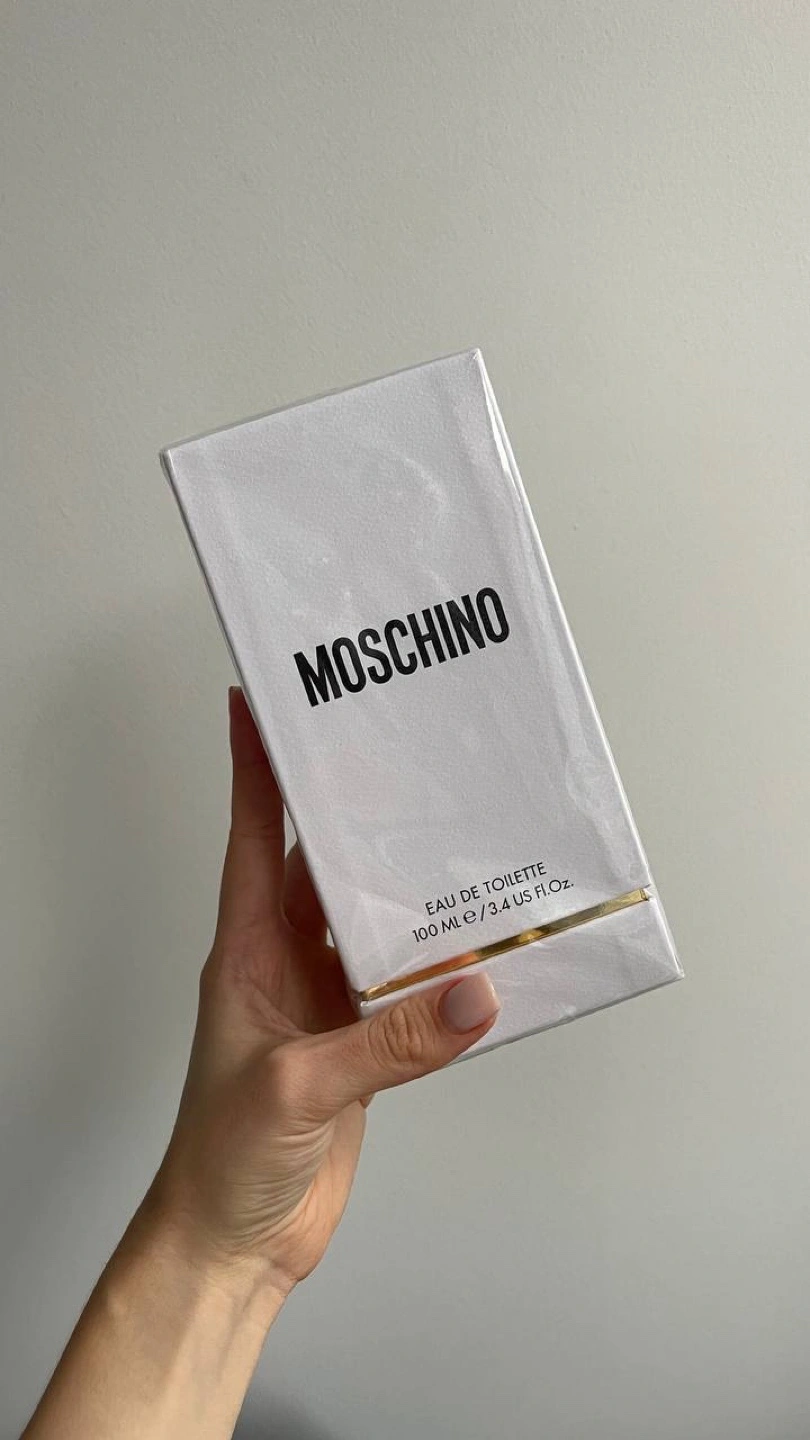 MOSCHINO
EAU DE TOILETTE
100 ML ℮ / 3.4 US Fl.Oz.